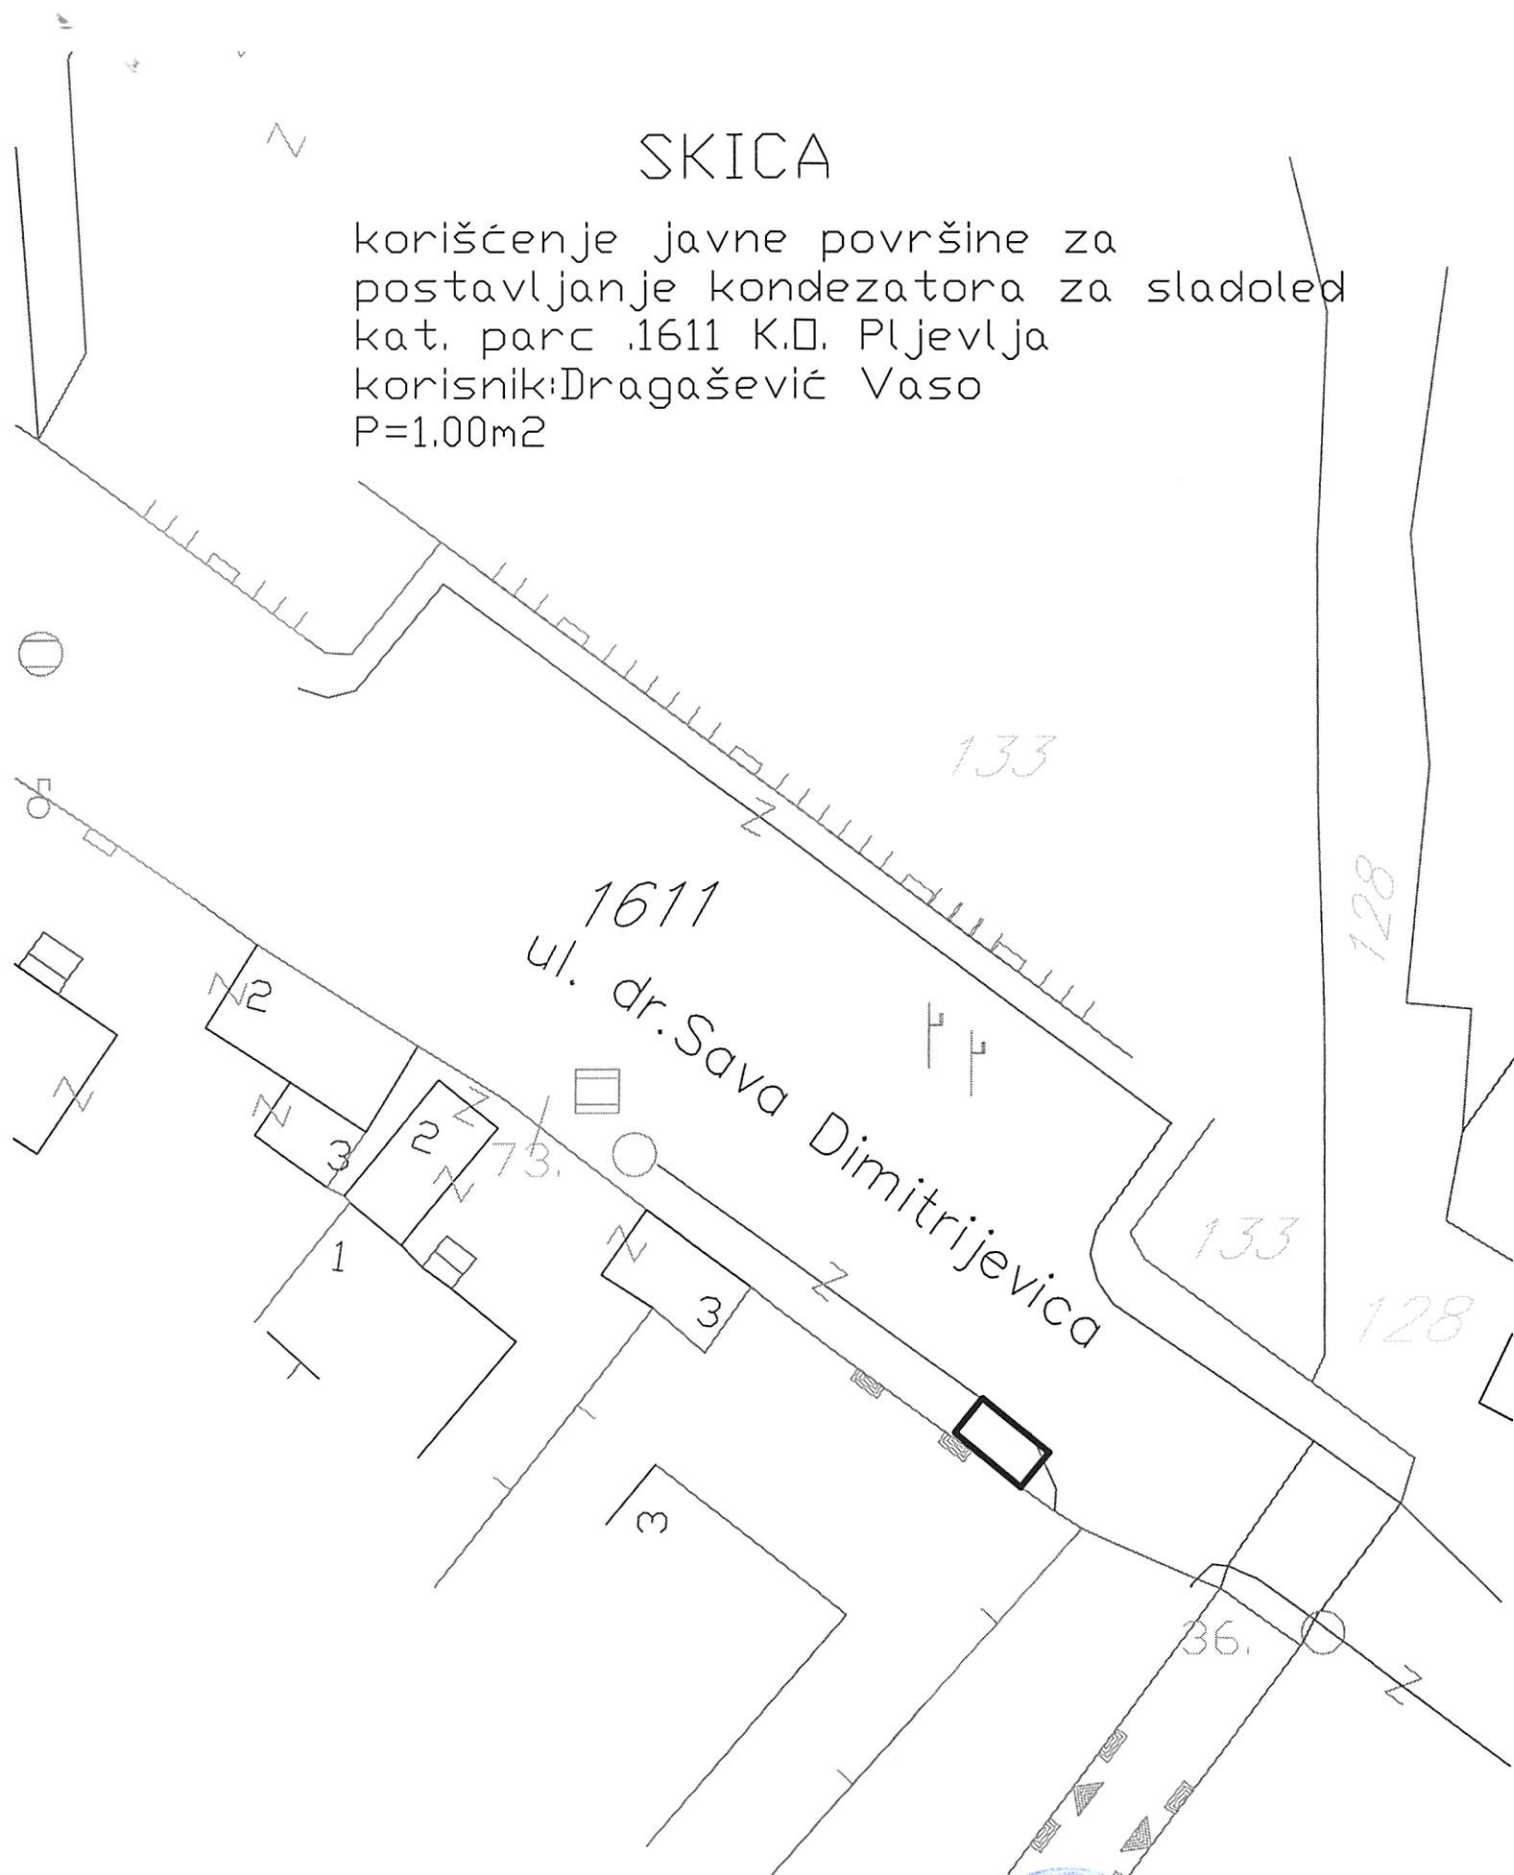 SKICA
korišćenje javne površine za
postavljanje kondezatora za sladoled
kat. parc .1611 K.O. Pljevlja
korisnik:Dragašević Vaso
P=1.00m2
133
128
1611
ul. dr.Sava Dimitrijevica
2
3
2
73.
1
3
133
128
3
36.